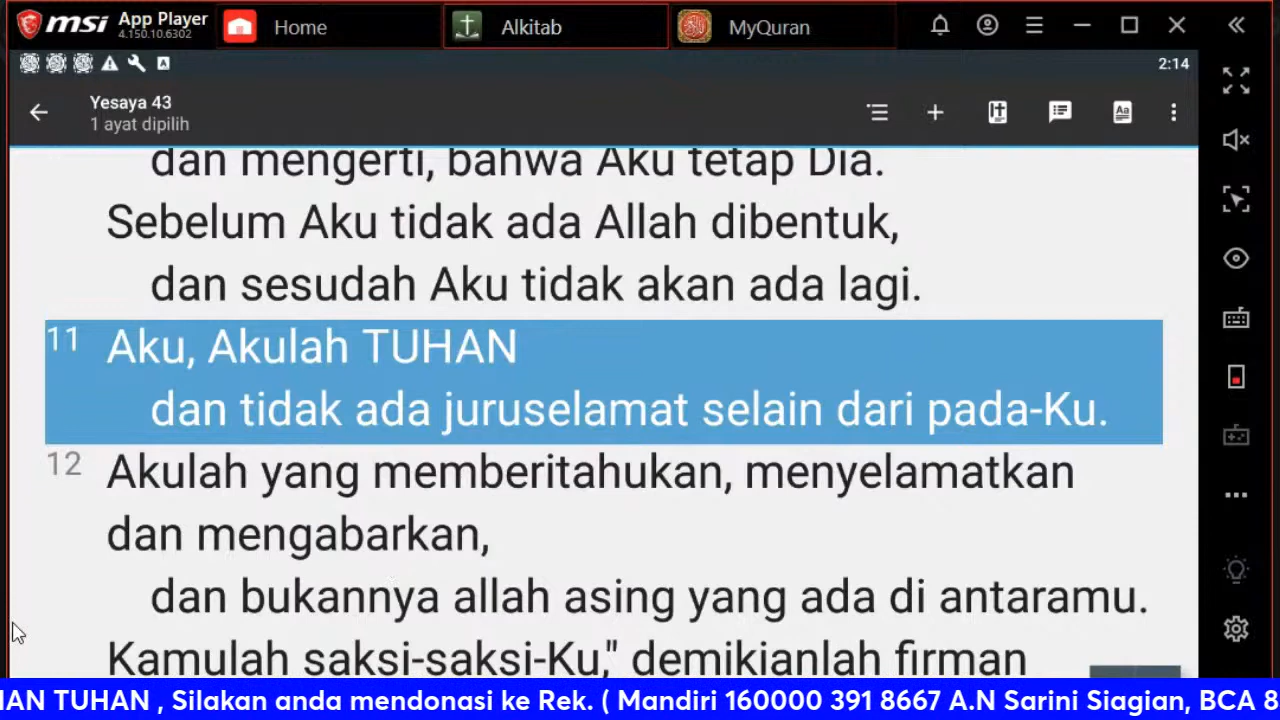 msi App Player
4.150.10.6302
Home
Alkitab
MyQuran
2:14
Yesaya 43
1 ayat dipilih
dan mengerti, bahwa Aku tetap Dia.
Sebelum Aku tidak ada Allah dibentuk,
dan sesudah Aku tidak akan ada lagi.
11 Aku, Akulah TUHAN
dan tidak ada juruselamat selain dari pada-Ku.
12 Akulah yang memberitahukan, menyelamatkan
dan mengabarkan,
dan bukannya allah asing yang ada di antaramu.
Kamulah saksi-saksi-Ku," demikianlah firman
TUHAN , Silakan anda mendonasi ke Rek. ( Mandiri 160000 391 8667 A.N Sarini Siagian, BCA 8